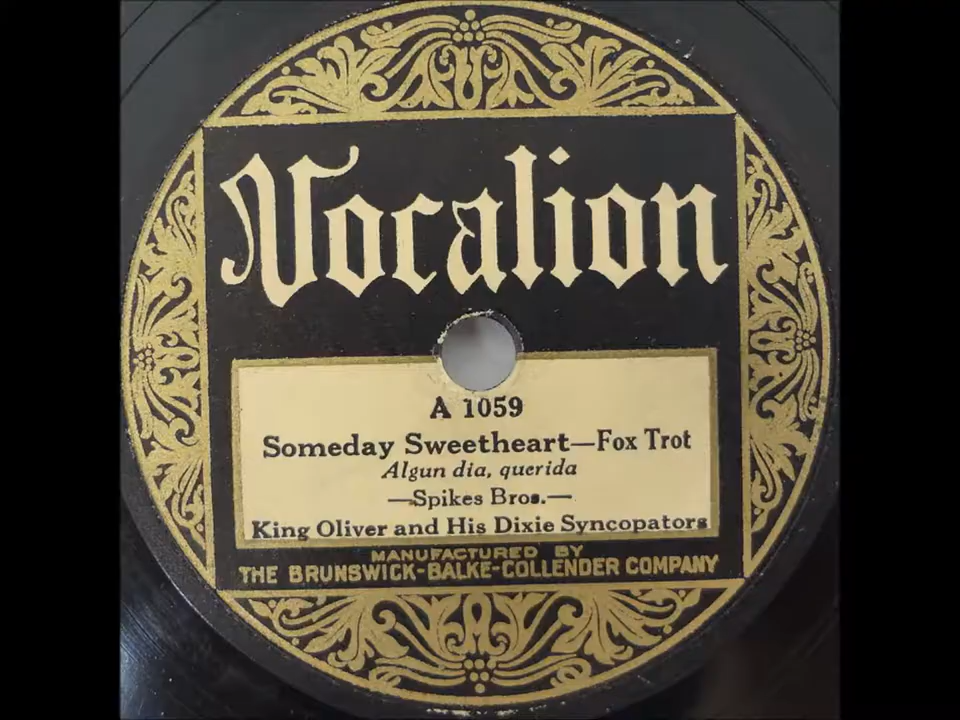 Vocalion
A 1059
Someday Sweetheart—Fox Trot
Algun dia, querida
—Spikes Bros.—
King Oliver and His Dixie Syncopators
MANUFACTURED BY
THE BRUNSWICK-BALKE-COLLENDER COMPANY